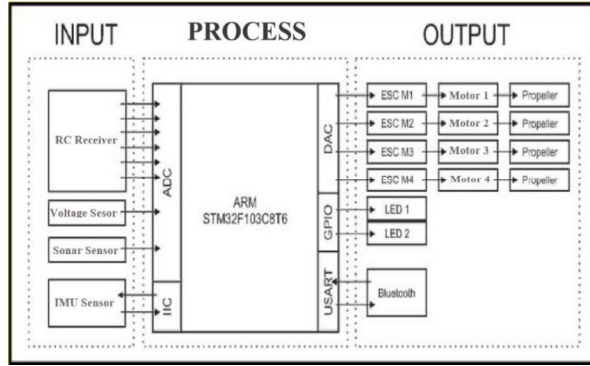 INPUT
PROCESS
OUTPUT
RC Receiver
Voltage Sesor
Sonar Sensor
IMU Sensor
ADC
IIC
ARM
STM32F103C8T6
DAC
GPIO
USART
ESC M1
Motor 1
Propeller
ESC M2
Motor 2
Propeller
ESC M3
Motor 3
Propeller
ESC M4
Motor 4
Propeller
LED 1
LED 2
Bluetooth